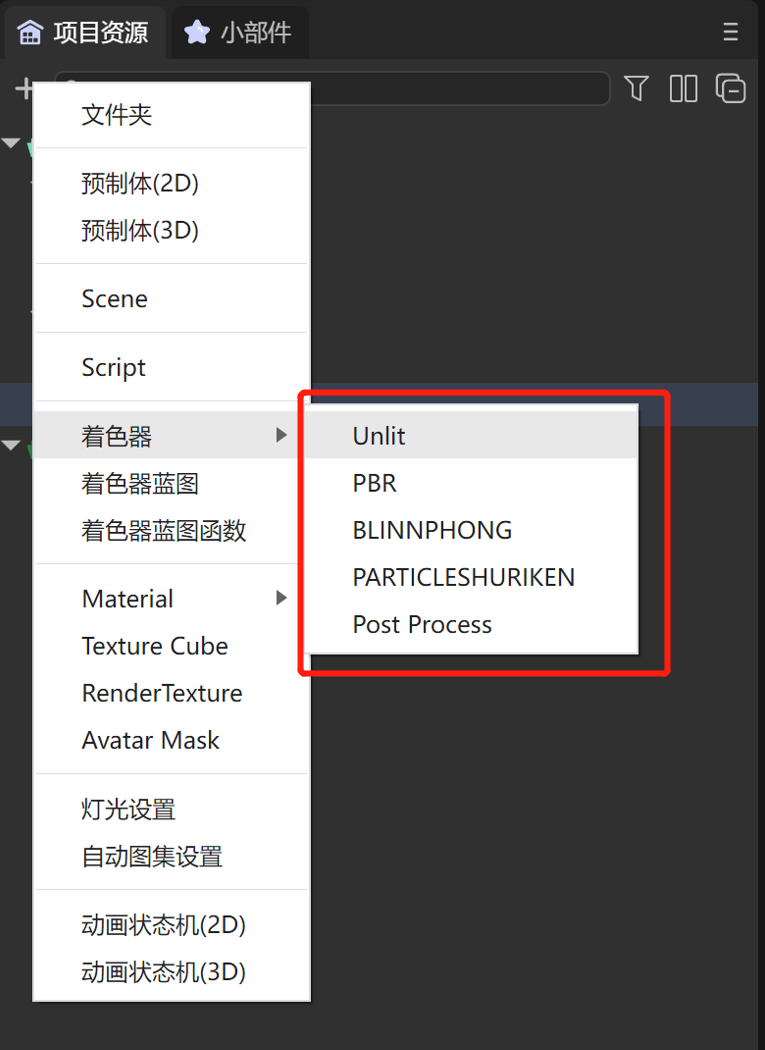 项目资源
小部件
文件夹
预制体(2D)
预制体(3D)
Scene
Script
着色器
着色器蓝图
着色器蓝图函数
Material
Texture Cube
RenderTexture
Avatar Mask
灯光设置
自动图集设置
动画状态机(2D)
动画状态机(3D)
Unlit
PBR
BLINNPHONG
PARTICLESHURIKEN
Post Process